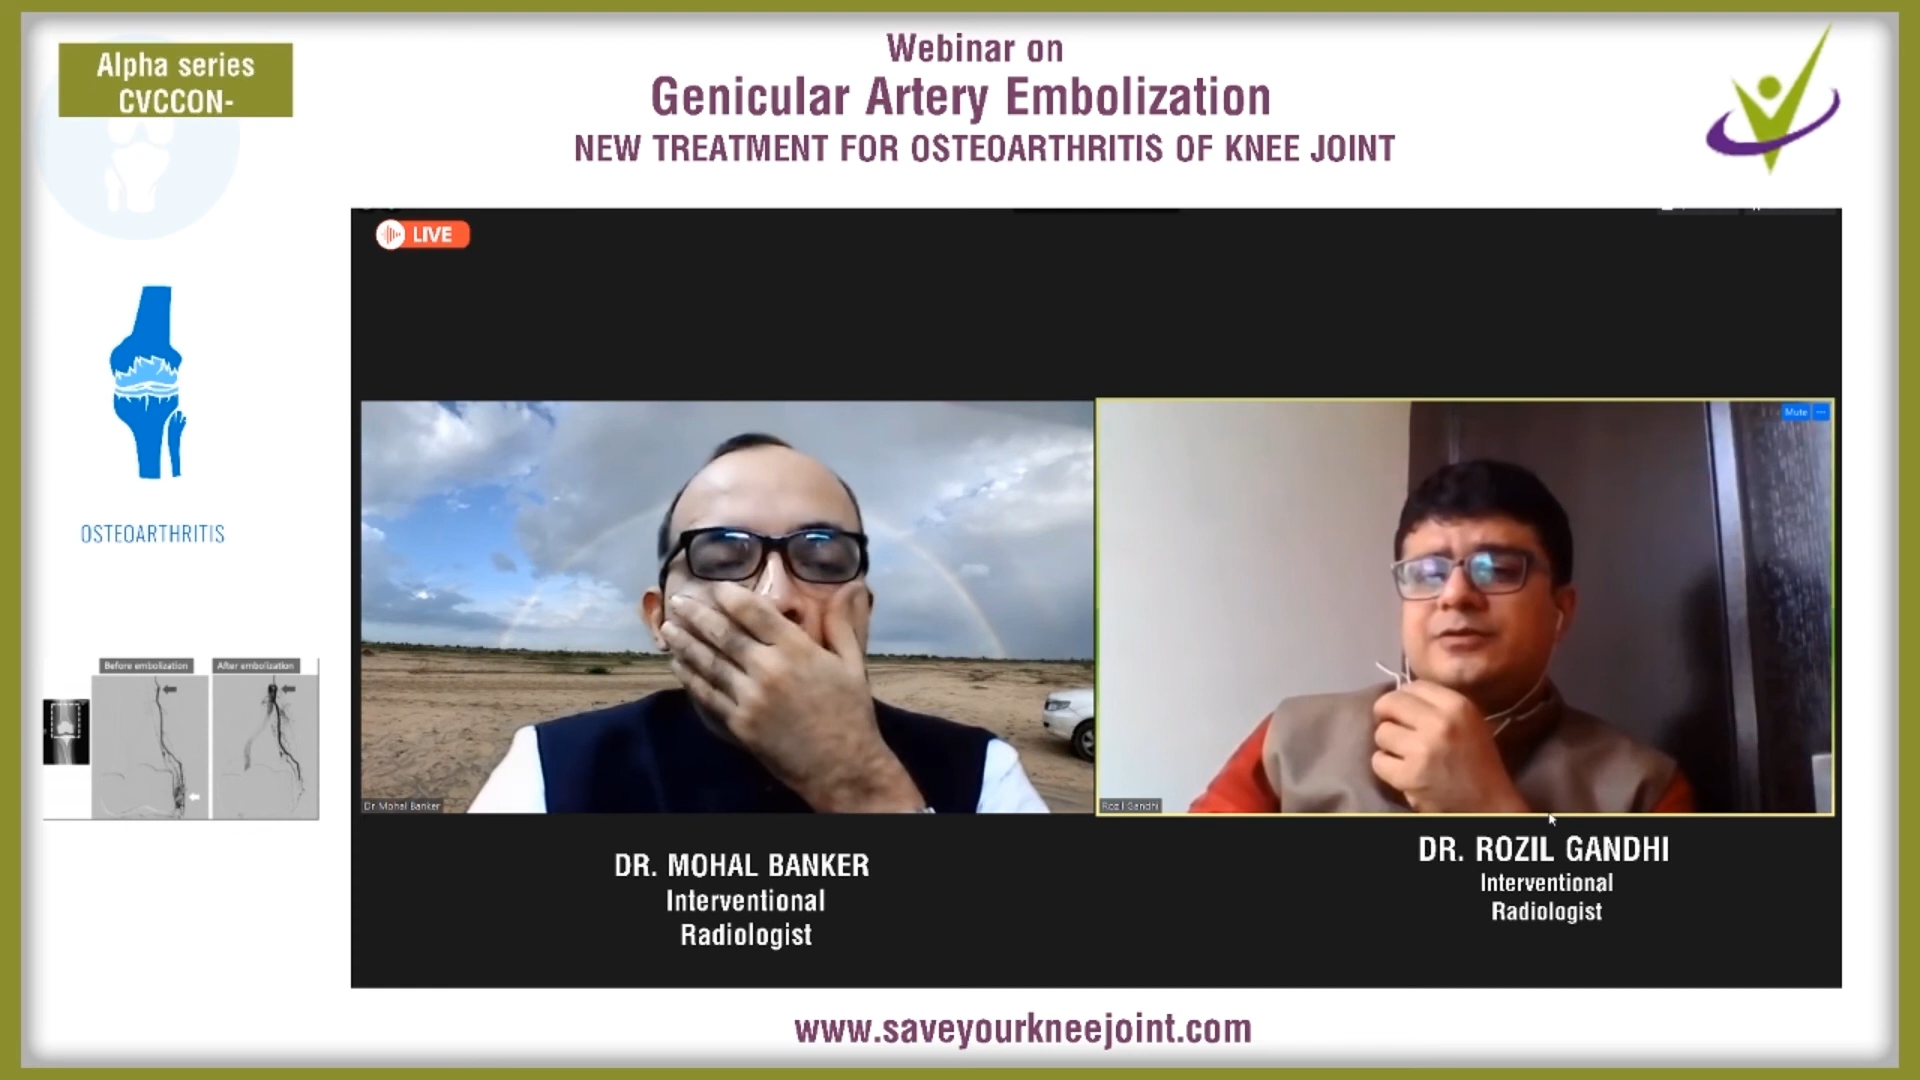 Alpha series
CVCCON-
Webinar on
Genicular Artery Embolization
NEW TREATMENT FOR OSTEOARTHRITIS OF KNEE JOINT
LIVE
OSTEOARTHRITIS
Before embolization
After embolization
Mute
Dr Mohal Banker
Rozil Gandhi
DR. MOHAL BANKER
Interventional
Radiologist
DR. ROZIL GANDHI
Interventional
Radiologist
www.saveyourkneejoint.com